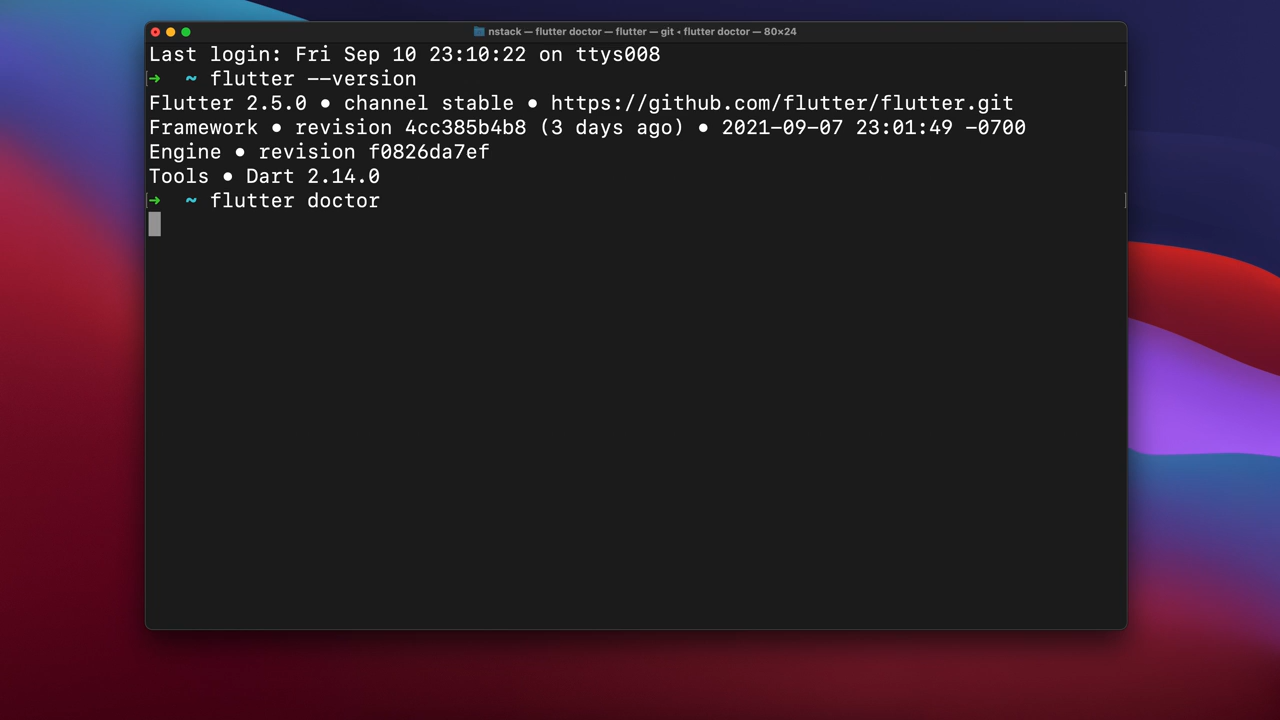 nstack — flutter doctor — flutter — git ◂ flutter doctor — 80×24
Last login: Fri Sep 10 23:10:22 on ttys008
[➜  ~ flutter --version ]
Flutter 2.5.0 • channel stable • https://github.com/flutter/flutter.git
Framework • revision 4cc385b4b8 (3 days ago) • 2021-09-07 23:01:49 -0700
Engine • revision f0826da7ef
Tools • Dart 2.14.0
[➜  ~ flutter doctor ]